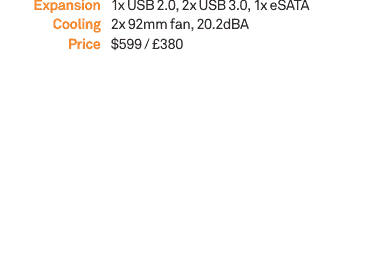 Expansion 1x USB 2.0, 2x USB 3.0, 1x eSATA
Cooling 2x 92mm fan, 20.2dBA
Price $599 / £380